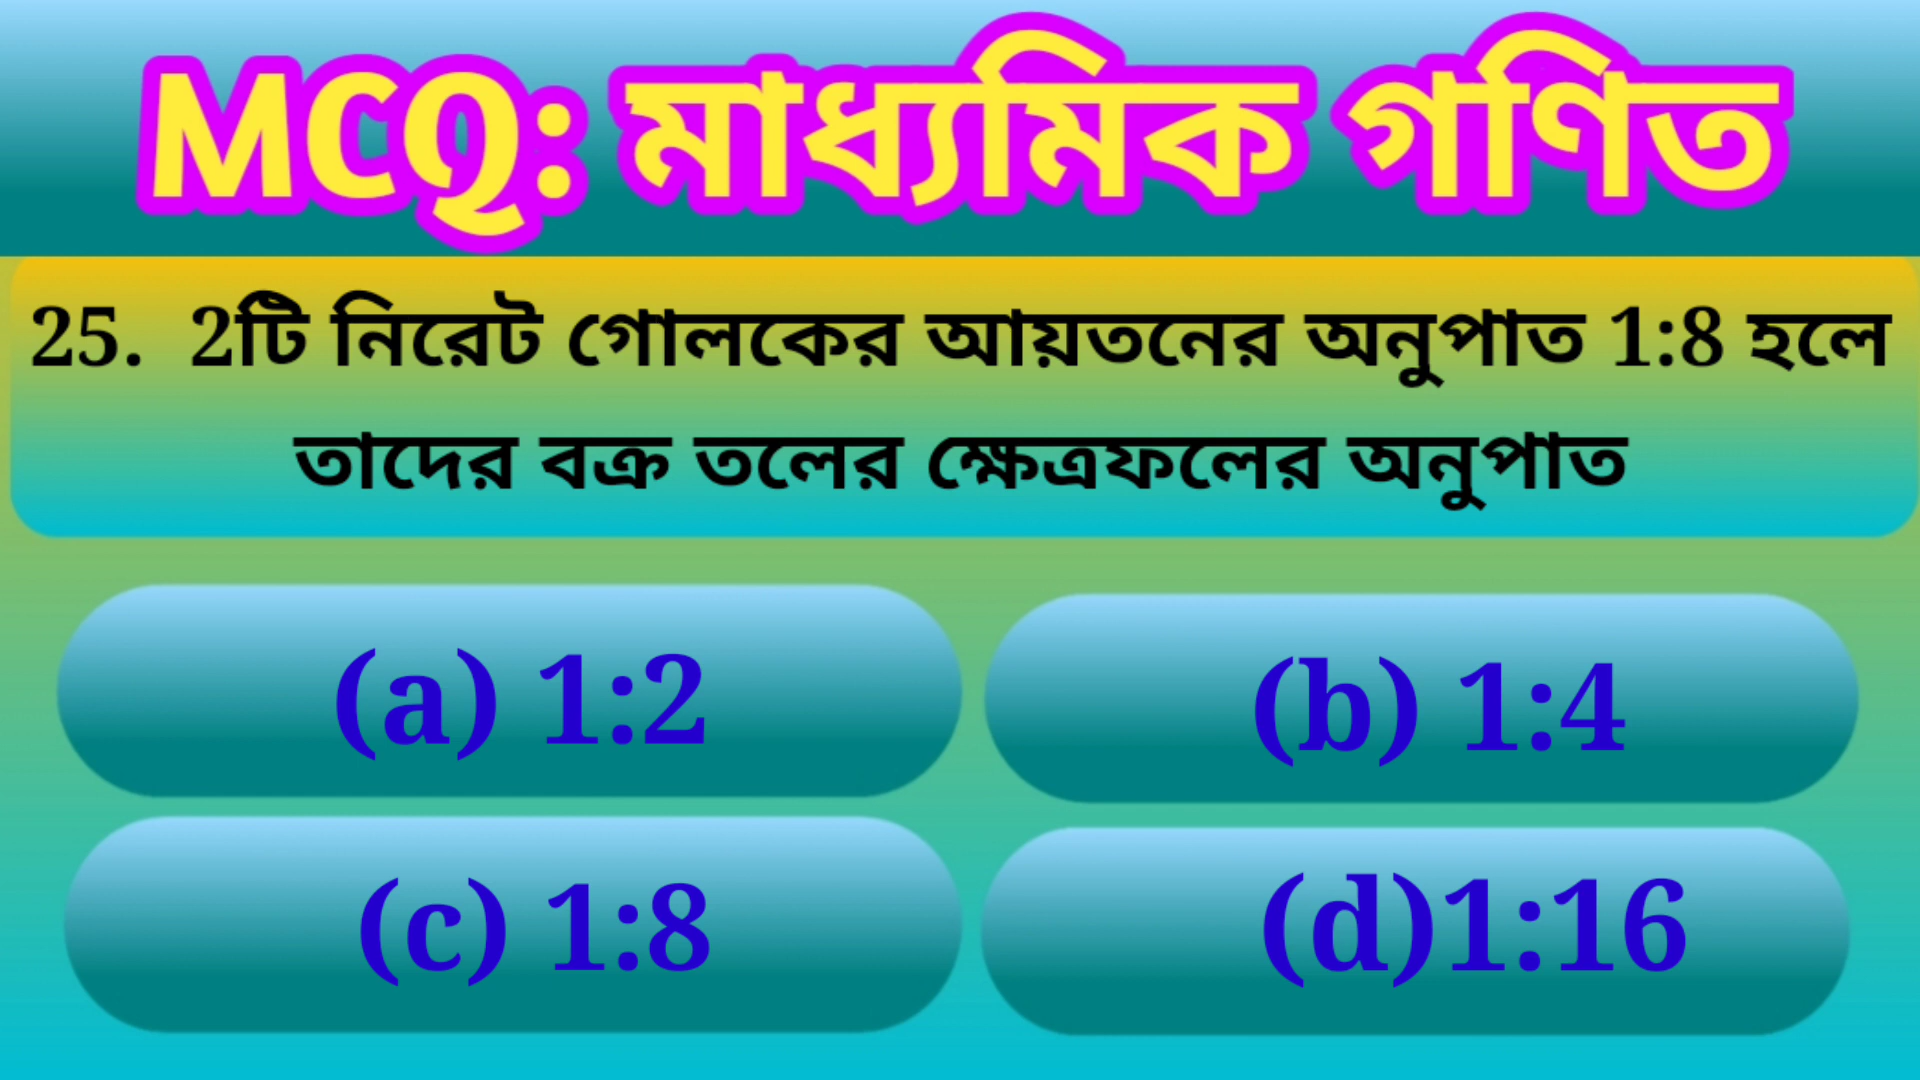 MCQ: মাধ্যমিক গণিত
25. 2টি নিরেট গোলকের আয়তনের অনুপাত 1:8 হলে
তাদের বক্র তলের ক্ষেত্রফলের অনুপাত
(a) 1:2
(b) 1:4
(c) 1:8
(d)1:16